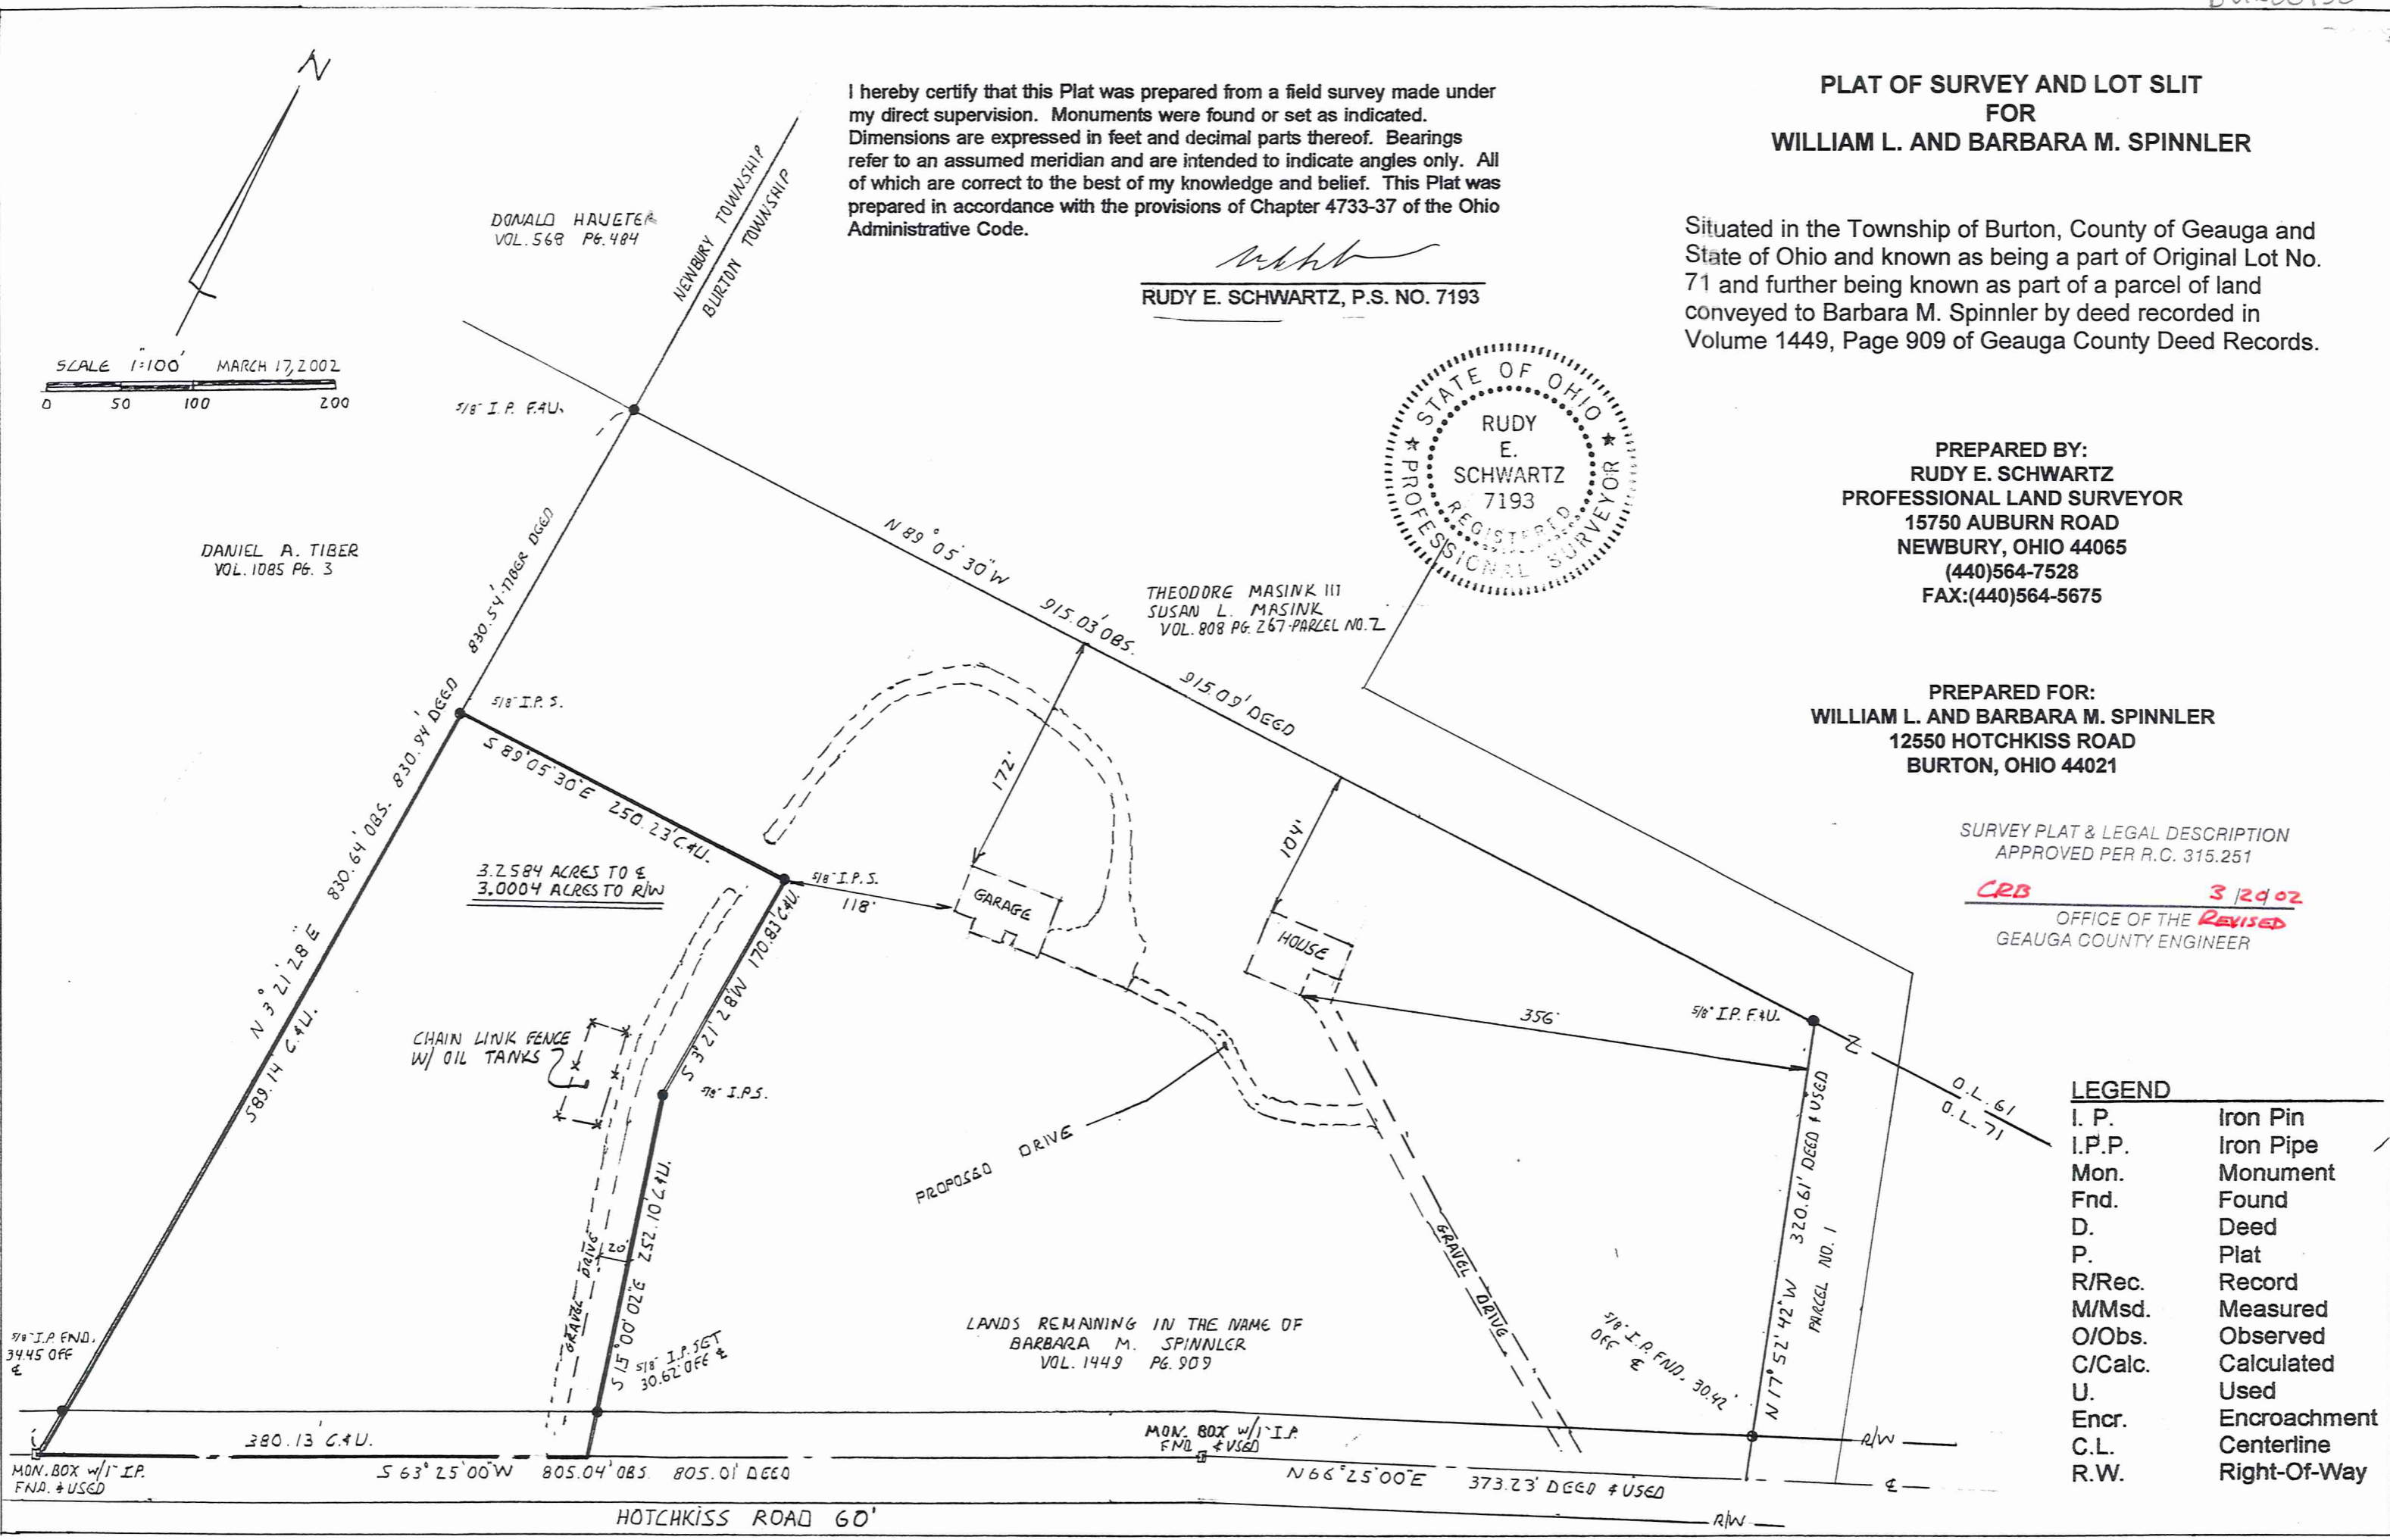 N
SCALE 1"=100' MARCH 17, 2002
0 50 100 200
DONALD HAUETER
VOL. 568 PG. 484
NEWBURY TOWNSHIP
BURTON TOWNSHIP
I hereby certify that this Plat was prepared from a field survey made under
my direct supervision. Monuments were found or set as indicated.
Dimensions are expressed in feet and decimal parts thereof. Bearings
refer to an assumed meridian and are intended to indicate angles only. All
of which are correct to the best of my knowledge and belief. This Plat was
prepared in accordance with the provisions of Chapter 4733-37 of the Ohio
Administrative Code.
RUDY E. SCHWARTZ, P.S. NO. 7193
STATE OF OHIO
RUDY
E.
SCHWARTZ
7193
REGISTERED
PROFESSIONAL SURVEYOR
PLAT OF SURVEY AND LOT SLIT
FOR
WILLIAM L. AND BARBARA M. SPINNLER
Situated in the Township of Burton, County of Geauga and
State of Ohio and known as being a part of Original Lot No.
71 and further being known as part of a parcel of land
conveyed to Barbara M. Spinnler by deed recorded in
Volume 1449, Page 909 of Geauga County Deed Records.
PREPARED BY:
RUDY E. SCHWARTZ
PROFESSIONAL LAND SURVEYOR
15750 AUBURN ROAD
NEWBURY, OHIO 44065
(440)564-7528
FAX:(440)564-5675
PREPARED FOR:
WILLIAM L. AND BARBARA M. SPINNLER
12550 HOTCHKISS ROAD
BURTON, OHIO 44021
SURVEY PLAT & LEGAL DESCRIPTION
APPROVED PER R.C. 315.251
CRB 3/20/02
OFFICE OF THE REVISED
GEAUGA COUNTY ENGINEER
5/8" I.P. F.&U.
DANIEL A. TIBER
VOL. 1085 PG. 3
830.54' TIBER DEED
N 89° 05' 30" W
915.03' OBS.
915.09' DEED
THEODORE MASINK III
SUSAN L. MASINK
VOL. 808 PG. 267-PARCEL NO. 2
5/8" I.P. S.
S 89° 05' 30" E 250.23' C.&U.
N 3° 21' 28" E 830.64' OBS. 830.94' DEED
589.14' C.&U.
3.2584 ACRES TO ℄
3.0004 ACRES TO R/W
5/8" I.P.S.
118'
172'
104'
GARAGE
HOUSE
S 3° 21' 28" W 170.83' C.&U.
CHAIN LINK FENCE
W/ OIL TANKS
5/8" I.P.S.
PROPOSED DRIVE
356'
5/8" I.P. F.&U.
Z
O.L. 61
O.L. 71
N 17° 52' 42" W 320.61' DEED & USED
PARCEL NO. 1
GRAVEL DRIVE
20'
S 15° 00' 02" E 252.10' C.&U.
5/8" I.P. SET
30.62' OFF ℄
GRAVEL DRIVE
LANDS REMAINING IN THE NAME OF
BARBARA M. SPINNLER
VOL. 1449 PG. 909
5/8" I.P. FND. 30.42'
OFF ℄
5/8" I.P. FND.
34.45 OFF
℄
380.13' C.&U.
MON. BOX W/1" I.P.
FND. & USED
MON. BOX W/1" I.P.
FND. & USED
S 63° 25' 00" W 805.04' OBS. 805.01' DEED
N 66° 25' 00" E 373.23' DEED & USED
R/W
℄
HOTCHKISS ROAD 60'
R/W
LEGEND
I. P. Iron Pin
I.P.P. Iron Pipe
Mon. Monument
Fnd. Found
D. Deed
P. Plat
R/Rec. Record
M/Msd. Measured
O/Obs. Observed
C/Calc. Calculated
U. Used
Encr. Encroachment
C.L. Centerline
R.W. Right-Of-Way